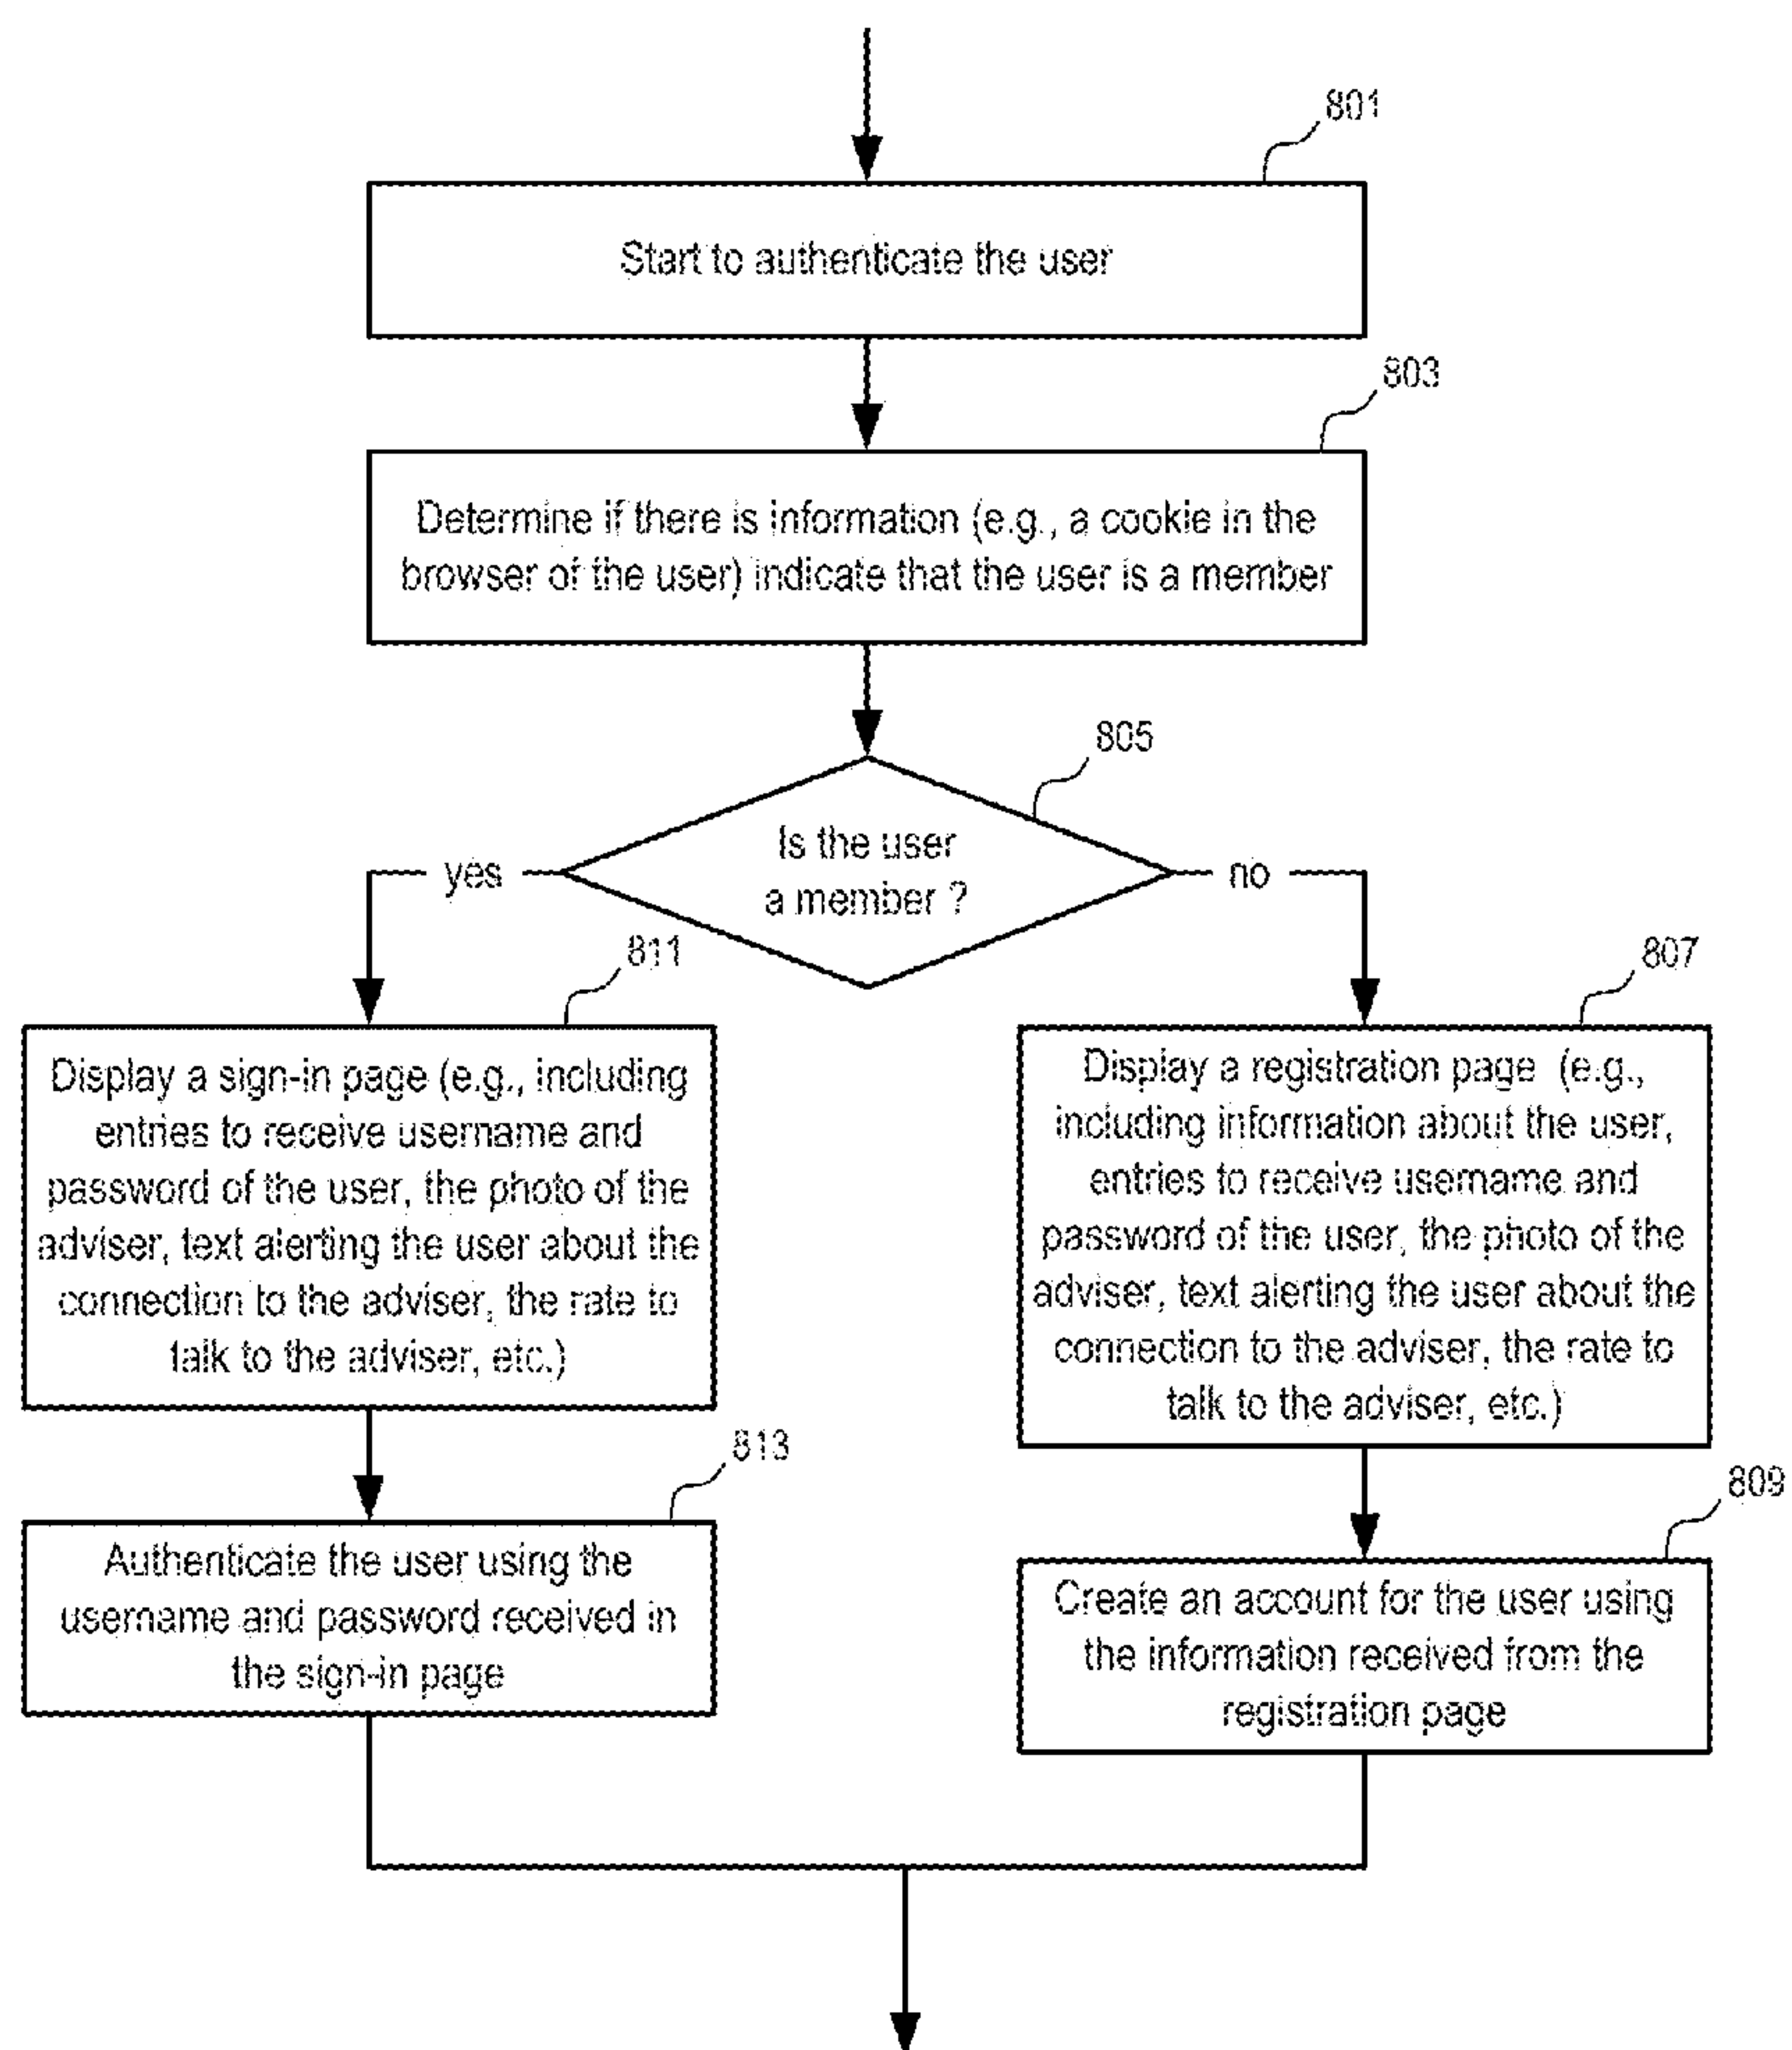 801
Start to authenticate the user
803
Determine if there is information (e.g., a cookie in the
browser of the user) indicate that the user is a member
805
Is the user
a member ?
yes
no
811
Display a sign-in page (e.g., including
entries to receive username and
password of the user, the photo of the
adviser, text alerting the user about the
connection to the adviser, the rate to
talk to the adviser, etc.)
807
Display a registration page (e.g.,
including information about the user,
entries to receive username and
password of the user, the photo of the
adviser, text alerting the user about the
connection to the adviser, the rate to
talk to the adviser, etc.)
813
Authenticate the user using the
username and password received in
the sign-in page
809
Create an account for the user using
the information received from the
registration page